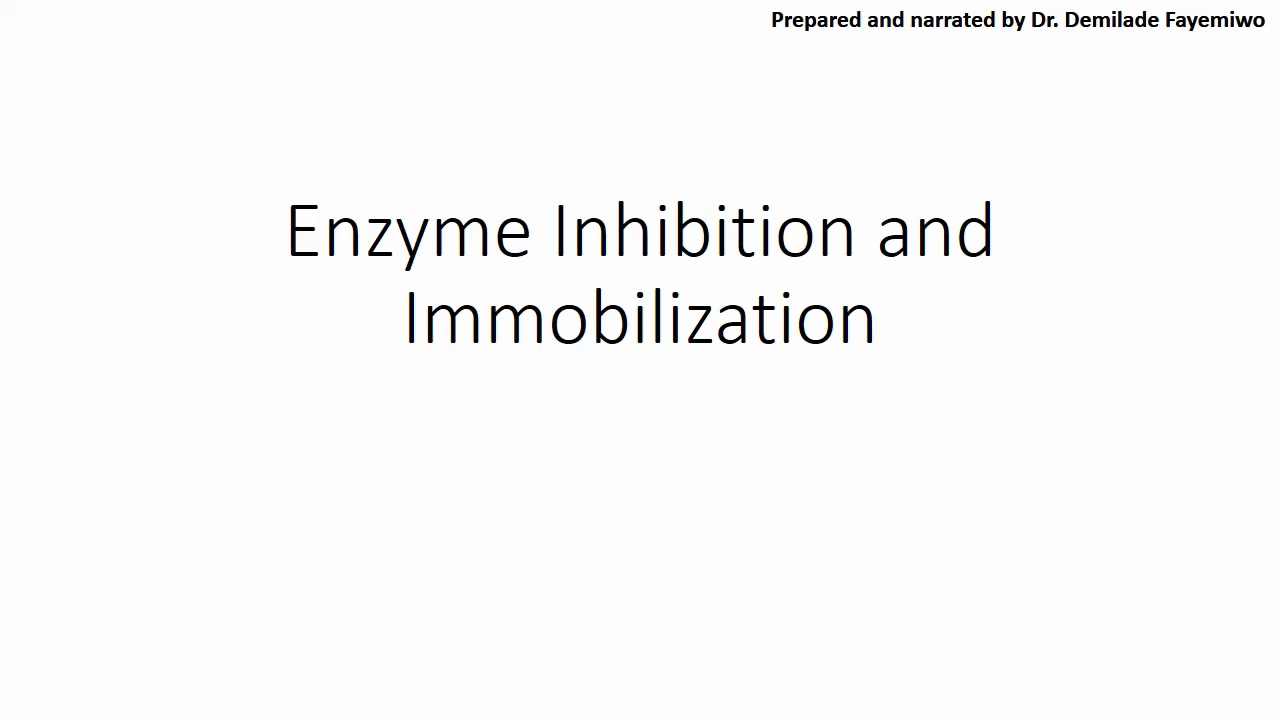 Prepared and narrated by Dr. Demilade Fayemiwo
Enzyme Inhibition and
Immobilization